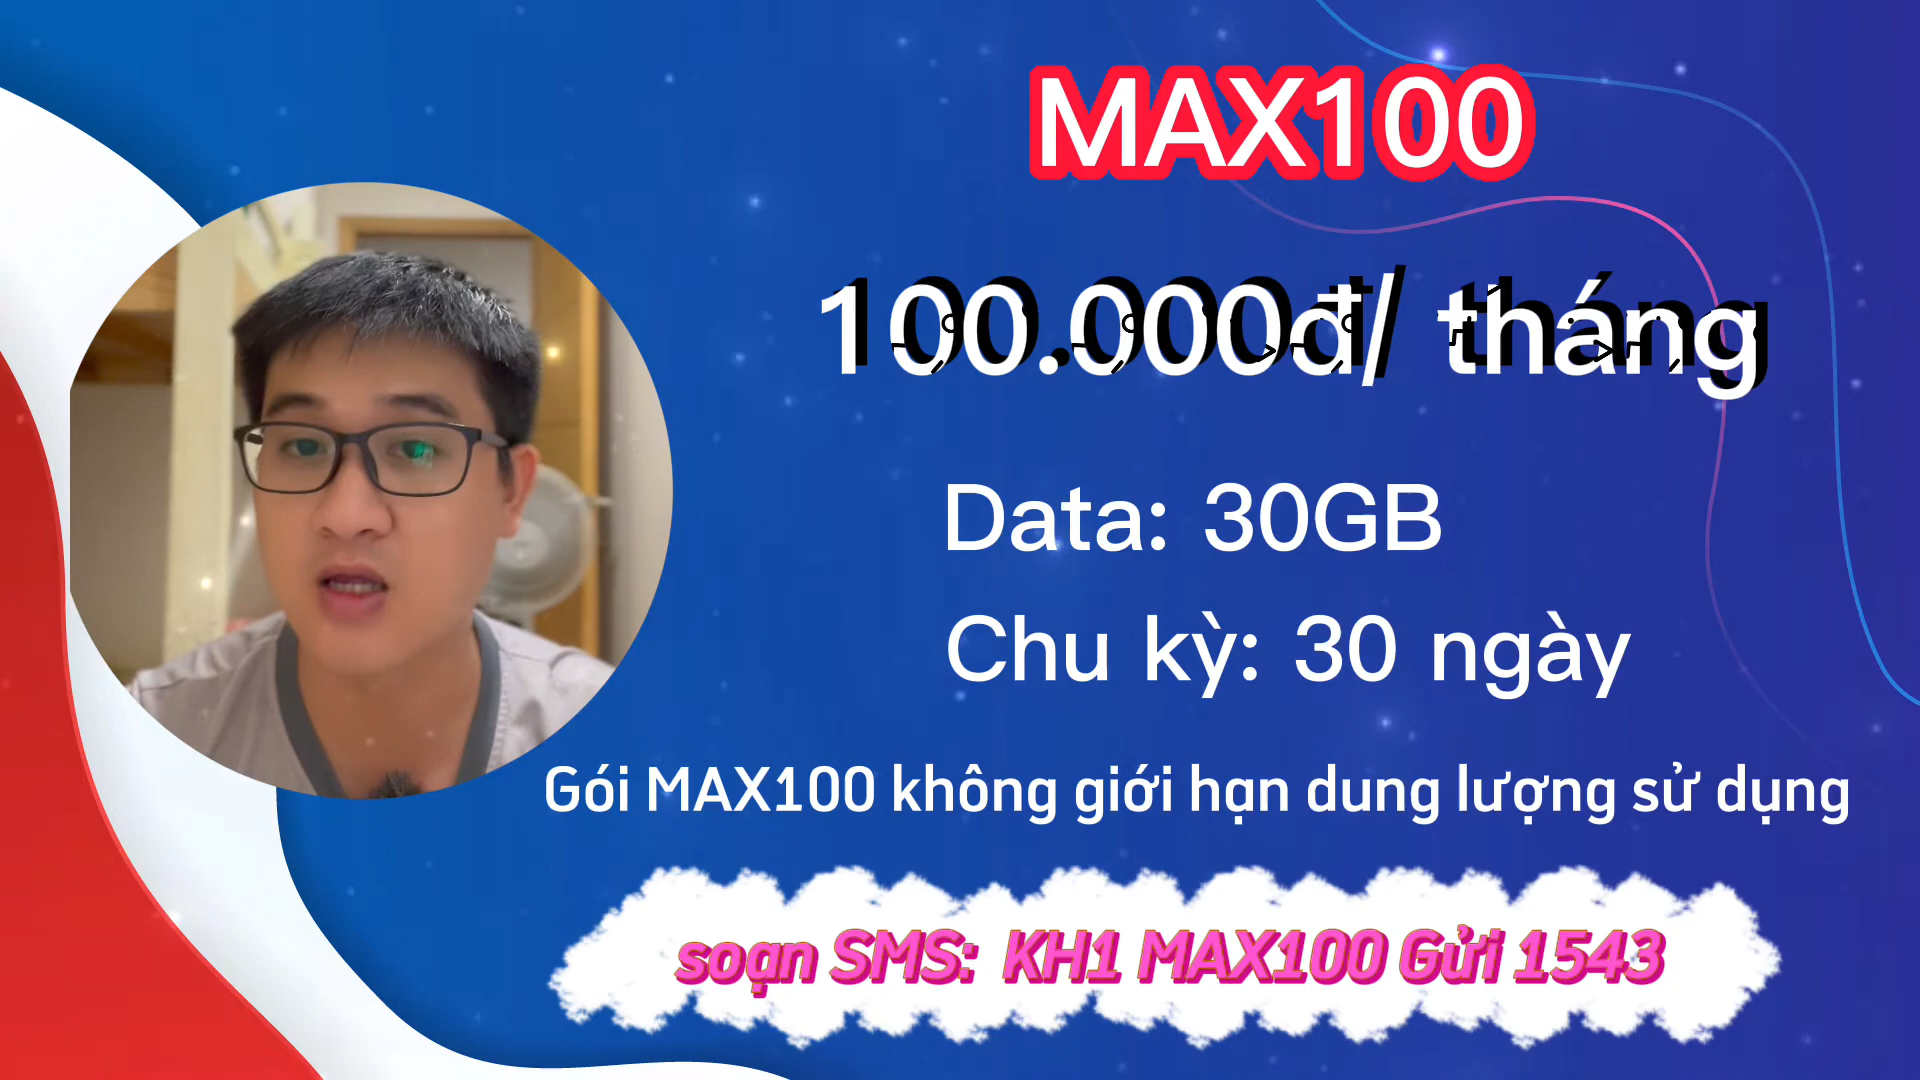 MAX100
100.000đ/ tháng
Data: 30GB
Chu kỳ: 30 ngày
Gói MAX100 không giới hạn dung lượng sử dụng
soạn SMS: KH1 MAX100 Gửi 1543